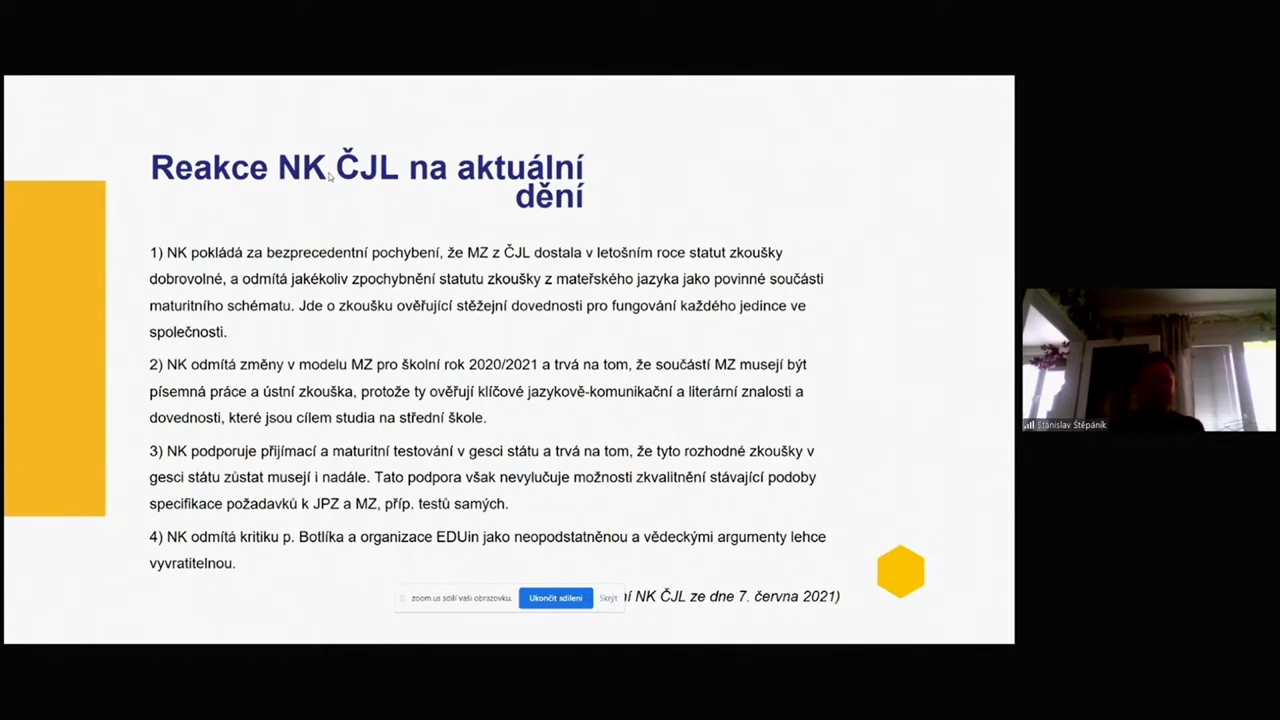 Reakce NK ČJL na aktuální
dění
1) NK pokládá za bezprecedentní pochybení, že MZ z ČJL dostala v letošním roce statut zkoušky
dobrovolné, a odmítá jakékoliv zpochybnění statutu zkoušky z mateřského jazyka jako povinné součásti
maturitního schématu. Jde o zkoušku ověřující stěžejní dovednosti pro fungování každého jedince ve
společnosti.
2) NK odmítá změny v modelu MZ pro školní rok 2020/2021 a trvá na tom, že součástí MZ musejí být
písemná práce a ústní zkouška, protože ty ověřují klíčové jazykově-komunikační a literární znalosti a
dovednosti, které jsou cílem studia na střední škole.
3) NK podporuje přijímací a maturitní testování v gesci státu a trvá na tom, že tyto rozhodné zkoušky v
gesci státu zůstat musejí i nadále. Tato podpora však nevylučuje možnosti zkvalitnění stávající podoby
specifikace požadavků k JPZ a MZ, příp. testů samých.
4) NK odmítá kritiku p. Botlíka a organizace EDUin jako neopodstatněnou a vědeckými argumenty lehce
vyvratitelnou.
NK ČJL ze dne 7. června 2021)
zoom.us sdílí vaši obrazovku. Ukončit sdílení Skrýt
Stanislav Štěpáník